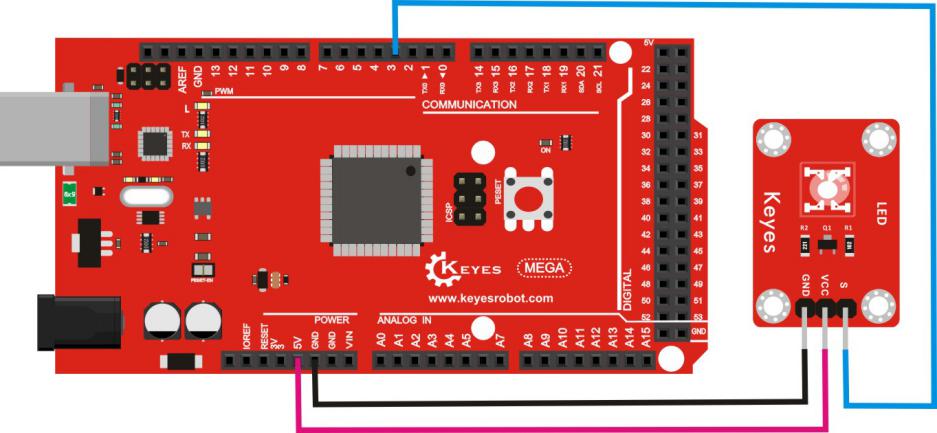 AREF GND 13 12 11 10 9 8 7 6 5 4 3 2 TX0 ▶ 1 RX0 ◀ 0 TX3 14 RX3 15 TX2 16 RX2 17 TX1 18 RX1 19 SDA 20 SCL 21
5V
PWM
COMMUNICATION
L
TX
RX
ON
PESET
ICSP
KEYES MEGA
www.keyesrobot.com
PESET-EN
DIGITAL
22
24
26
28
30 31
32 33
34 35
36 37
38 39
40 41
42 43
44 45
46 47
48 49
50 51
52 53
GND
POWER
ANALOG IN
IOREF RESET 3V3 5V GND GND VIN A0 A1 A2 A3 A4 A5 A7 A8 A9 A10 A11 A12 A13 A14 A15
Keyes
LED
R2 Q1 R1
221 102
GND VCC S